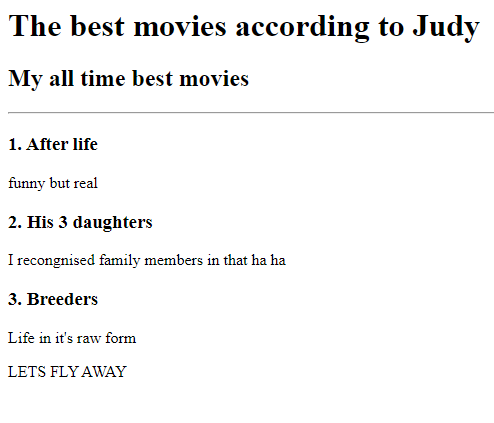 The best movies according to Judy
My all time best movies
1. After life
funny but real
2. His 3 daughters
I recongnised family members in that ha ha
3. Breeders
Life in it's raw form
LETS FLY AWAY